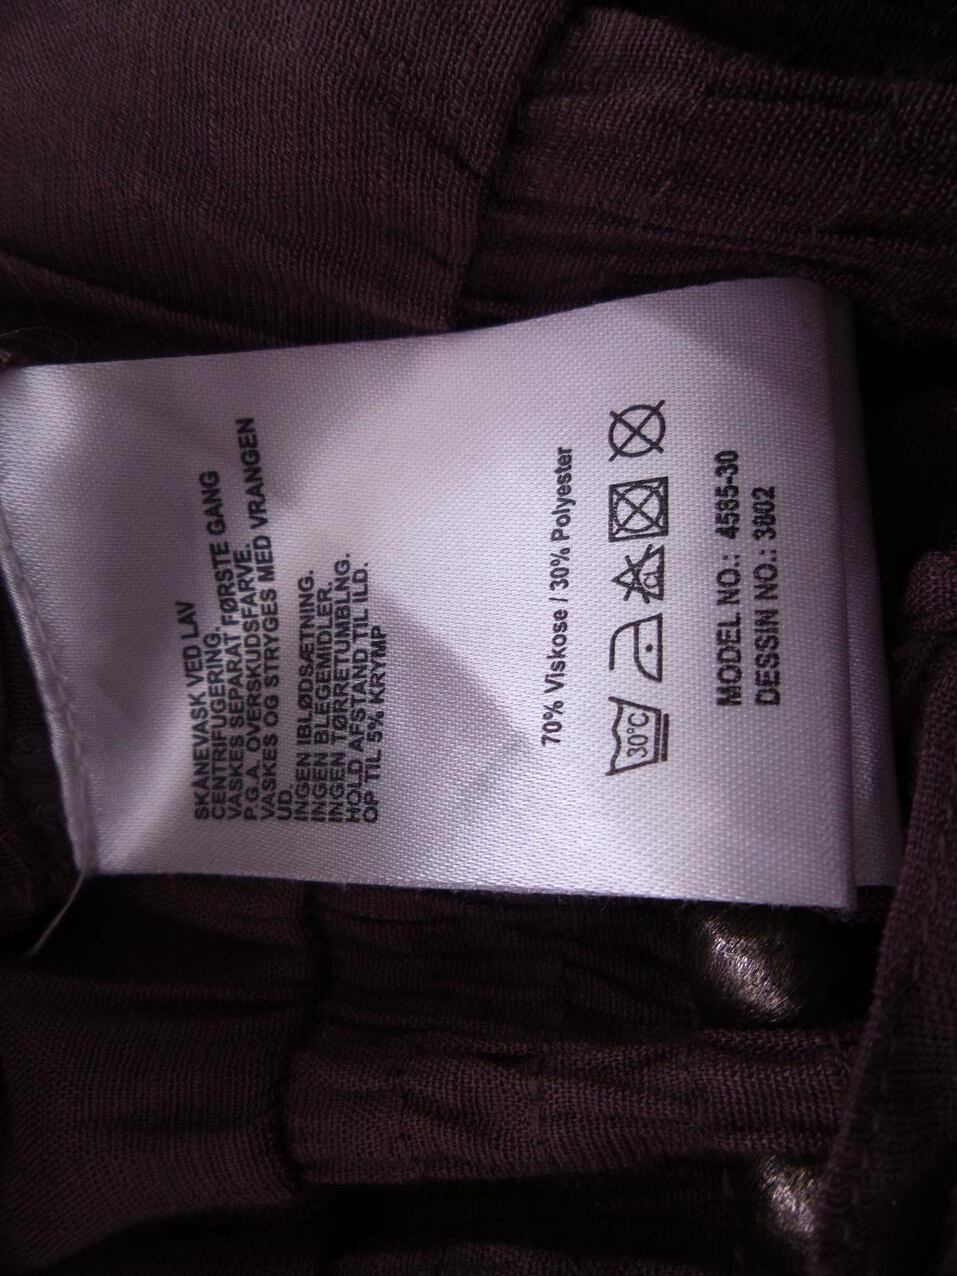 SKÅNEVASK VED LAV
CENTRIFUGERING.
VASKES SEPARAT FØRSTE GANG
P.G.A. OVERSKUDSFARVE.
VASKES OG STRYGES MED VRANGEN
UD.
INGEN IBLØDSÆTNING.
INGEN BLEGEMIDLER.
INGEN TØRRETUMBLNG.
HOLD AFSTAND TIL ILD.
OP TIL 5% KRYMP
70% Viskose / 30% Polyester
30°C CL
MODEL NO.: 4585-30
DESSIN NO.: 3802